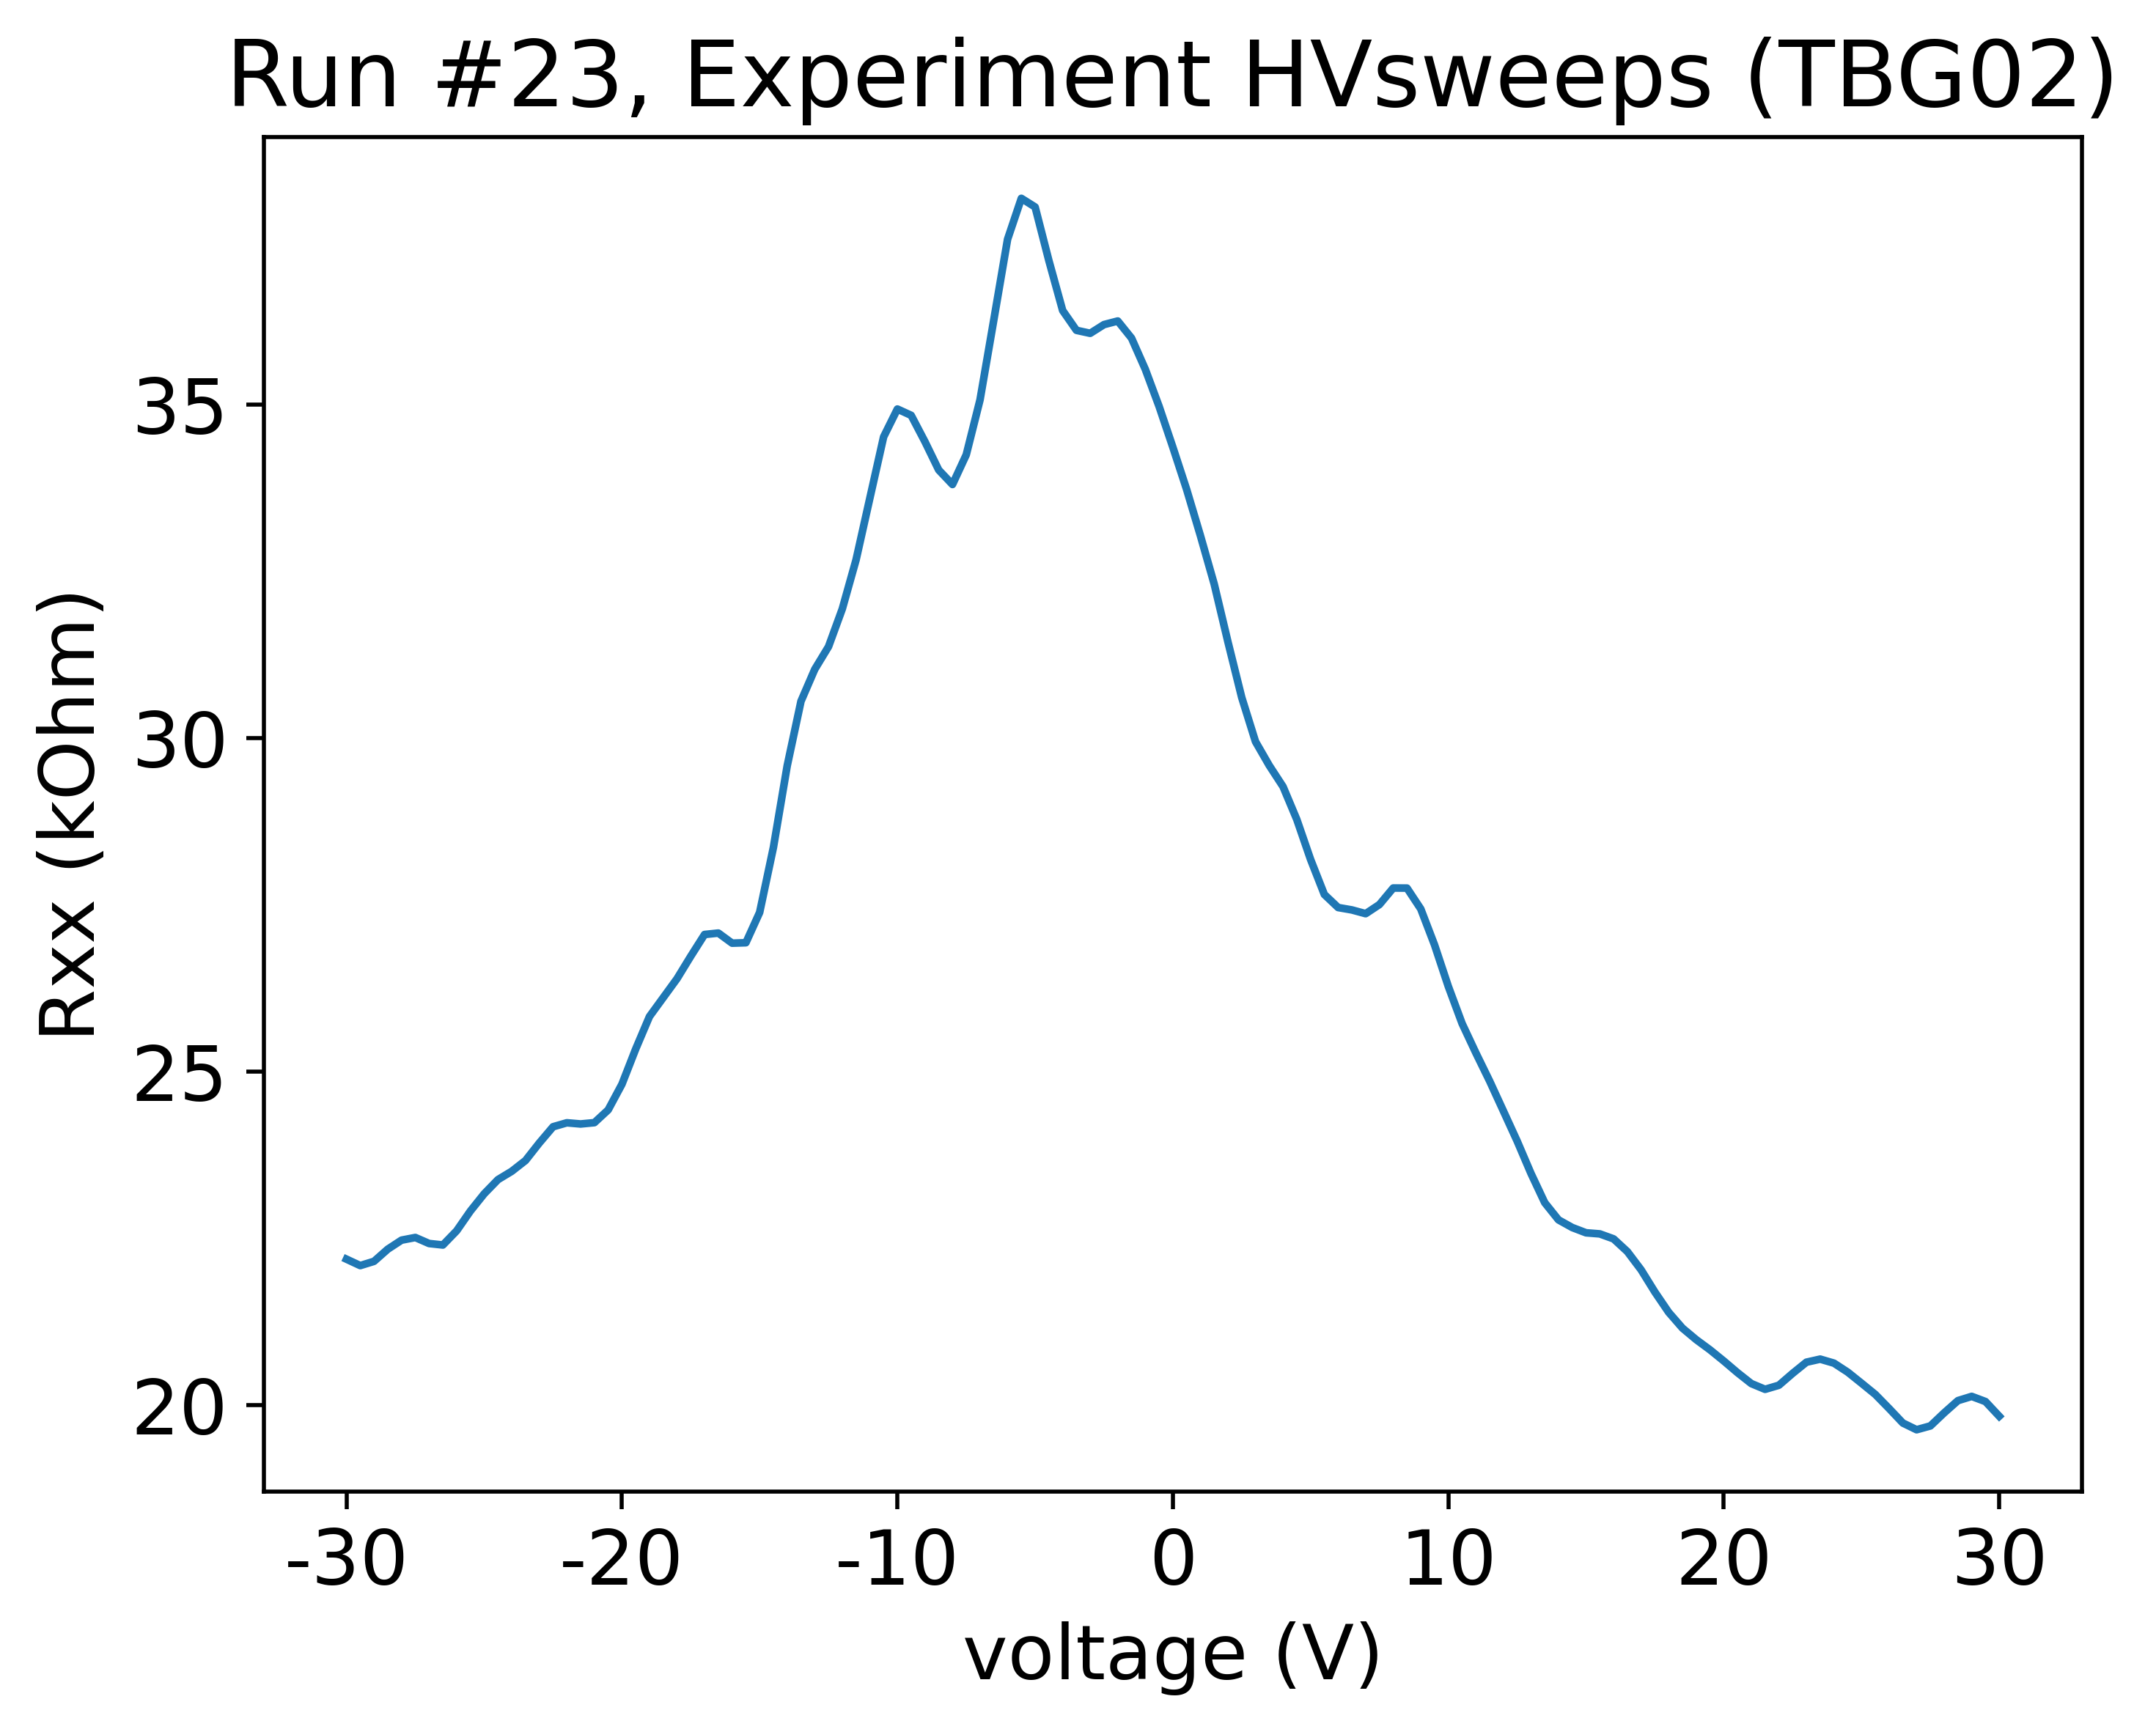 Run #23, Experiment HVsweeps (TBG02)
Rxx (kOhm)
35
30
25
20
-30 -20 -10 0 10 20 30
voltage (V)